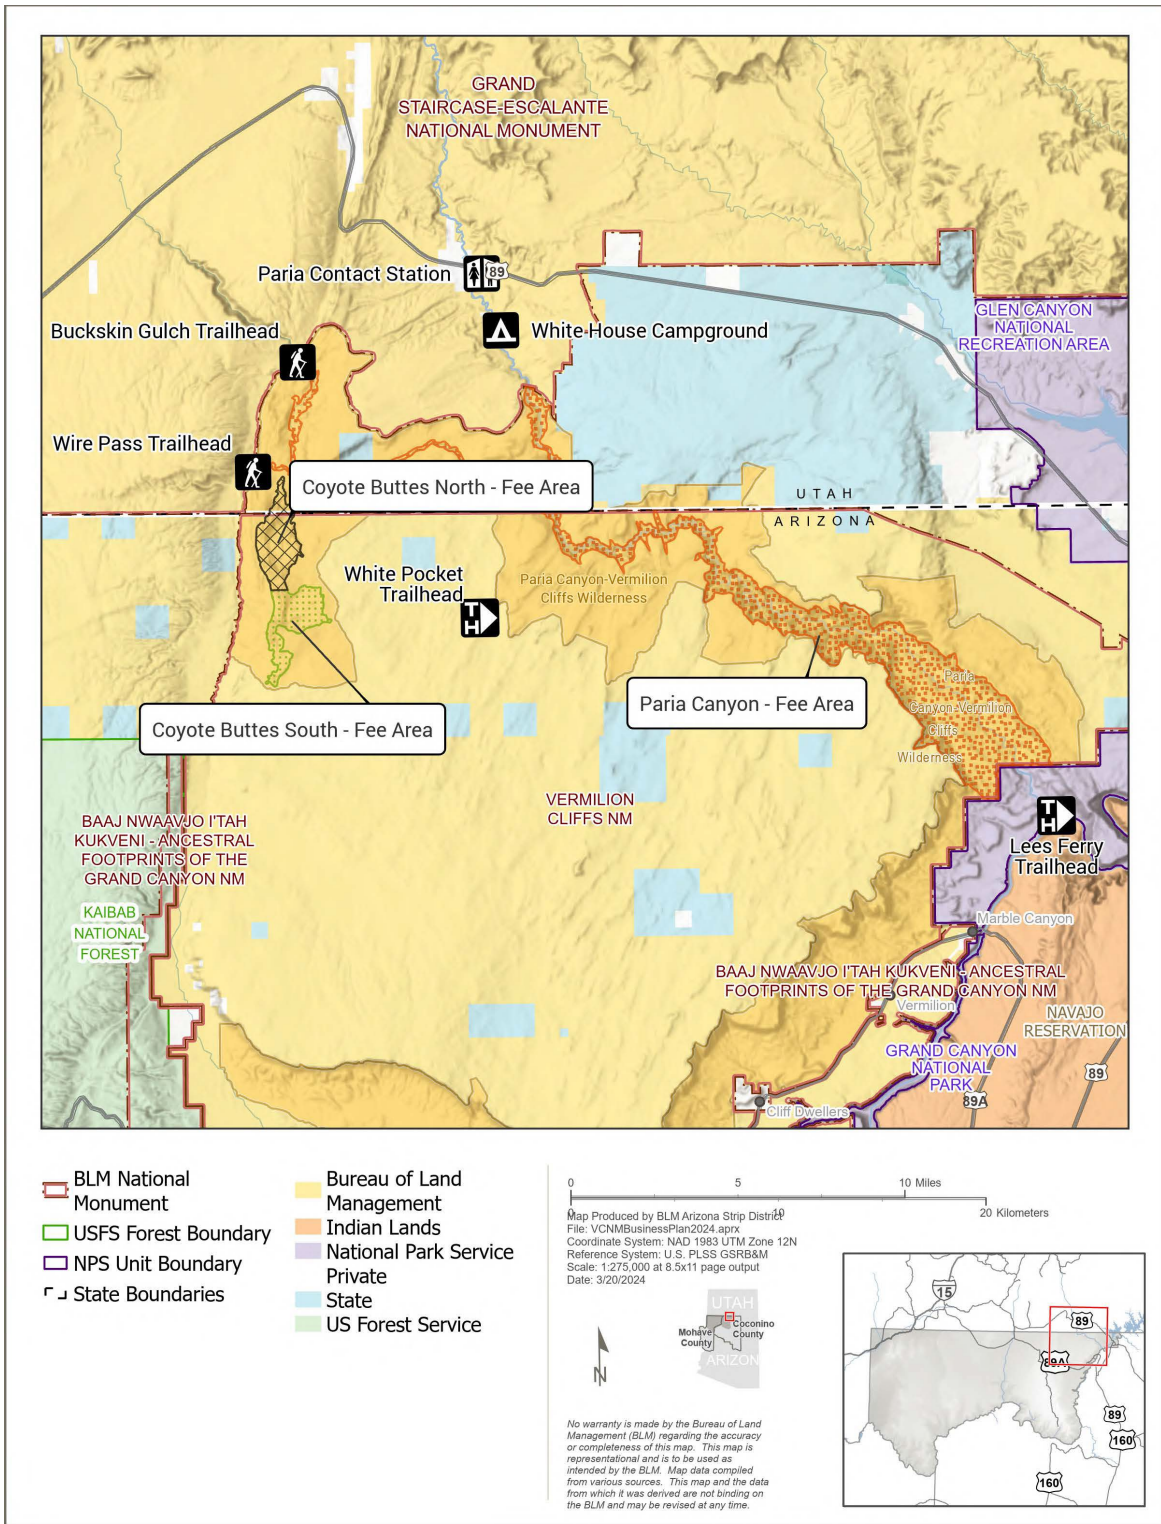 GRAND
STAIRCASE-ESCALANTE
NATIONAL MONUMENT
Paria Contact Station
89
Buckskin Gulch Trailhead
White House Campground
GLEN CANYON
NATIONAL
RECREATION AREA
Wire Pass Trailhead
Coyote Buttes North - Fee Area
UTAH
ARIZONA
White Pocket
Trailhead
TH
Paria Canyon-Vermilion
Cliffs Wilderness
Paria
Canyon-Vermilion
Cliffs
Wilderness
Paria Canyon - Fee Area
Coyote Buttes South - Fee Area
VERMILION
CLIFFS NM
BAAJ NWAAVJO I'TAH
KUKVENI - ANCESTRAL
FOOTPRINTS OF THE
GRAND CANYON NM
TH
Lees Ferry
Trailhead
KAIBAB
NATIONAL
FOREST
Marble Canyon
BAAJ NWAAVJO I'TAH KUKVENI - ANCESTRAL
FOOTPRINTS OF THE GRAND CANYON NM
Vermilion
NAVAJO
RESERVATION
GRAND CANYON
NATIONAL
PARK
89
89A
Cliff Dwellers
BLM National
Monument
USFS Forest Boundary
NPS Unit Boundary
State Boundaries
Bureau of Land
Management
Indian Lands
National Park Service
Private
State
US Forest Service
0 5 10 Miles
0 10 20 Kilometers
Map Produced by BLM Arizona Strip District
File: VCNMBusinessPlan2024.aprx
Coordinate System: NAD 1983 UTM Zone 12N
Reference System: U.S. PLSS GSRB&M
Scale: 1:275,000 at 8.5x11 page output
Date: 3/20/2024
N
UTAH
Mohave
County
Coconino
County
ARIZON
No warranty is made by the Bureau of Land
Management (BLM) regarding the accuracy
or completeness of this map. This map is
representational and is to be used as
intended by the BLM. Map data compiled
from various sources. This map and the data
from which it was derived are not binding on
the BLM and may be revised at any time.
15
89
89A
89
160
160